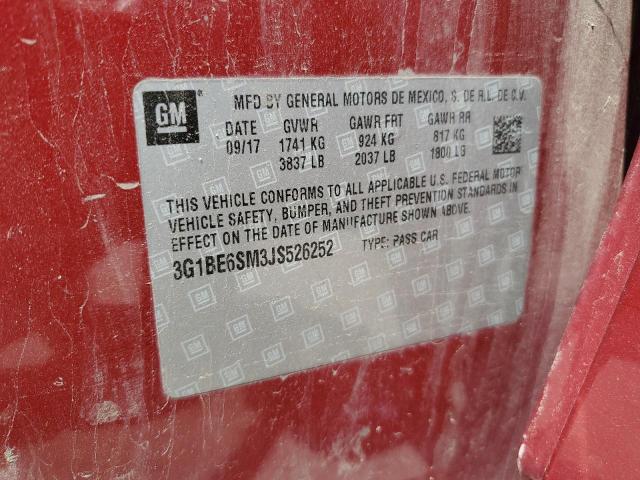 GM
MFD BY GENERAL MOTORS DE MEXICO, S. DE R.L. DE C.V.
DATE GVWR GAWR FRT GAWR RR
09/17 1741 KG 924 KG 817 KG
3837 LB 2037 LB 1800 LB
THIS VEHICLE CONFORMS TO ALL APPLICABLE U.S. FEDERAL MOTOR
VEHICLE SAFETY, BUMPER, AND THEFT PREVENTION STANDARDS IN
EFFECT ON THE DATE OF MANUFACTURE SHOWN ABOVE.
3G1BE6SM3JS526252 TYPE: PASS CAR